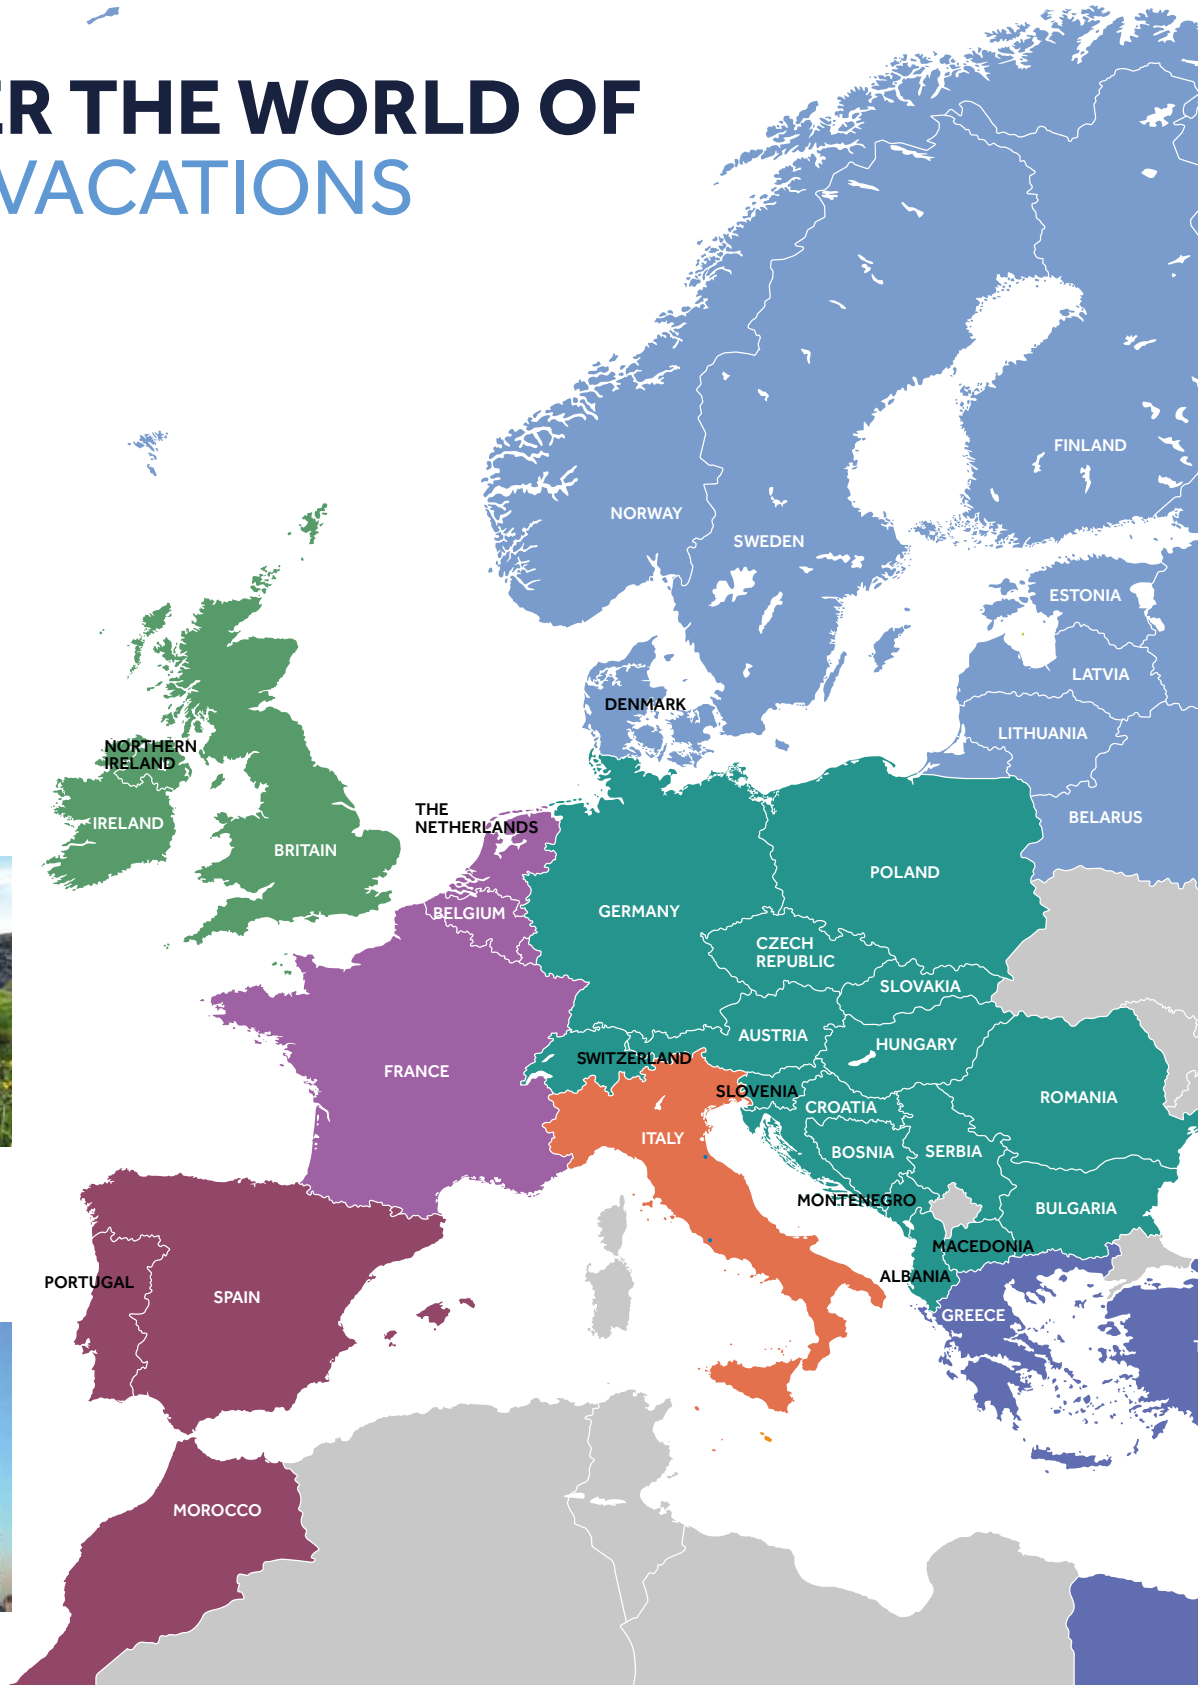 ER THE WORLD OF
VACATIONS
FINLAND
NORWAY
SWEDEN
ESTONIA
LATVIA
DENMARK
LITHUANIA
NORTHERN
IRELAND
THE
NETHERLANDS
BELARUS
IRELAND
BRITAIN
POLAND
BELGIUM
GERMANY
CZECH
REPUBLIC
SLOVAKIA
AUSTRIA
HUNGARY
SWITZERLAND
FRANCE
SLOVENIA
CROATIA
ROMANIA
ITALY
BOSNIA
SERBIA
MONTENEGRO
BULGARIA
MACEDONIA
ALBANIA
PORTUGAL
SPAIN
GREECE
MOROCCO